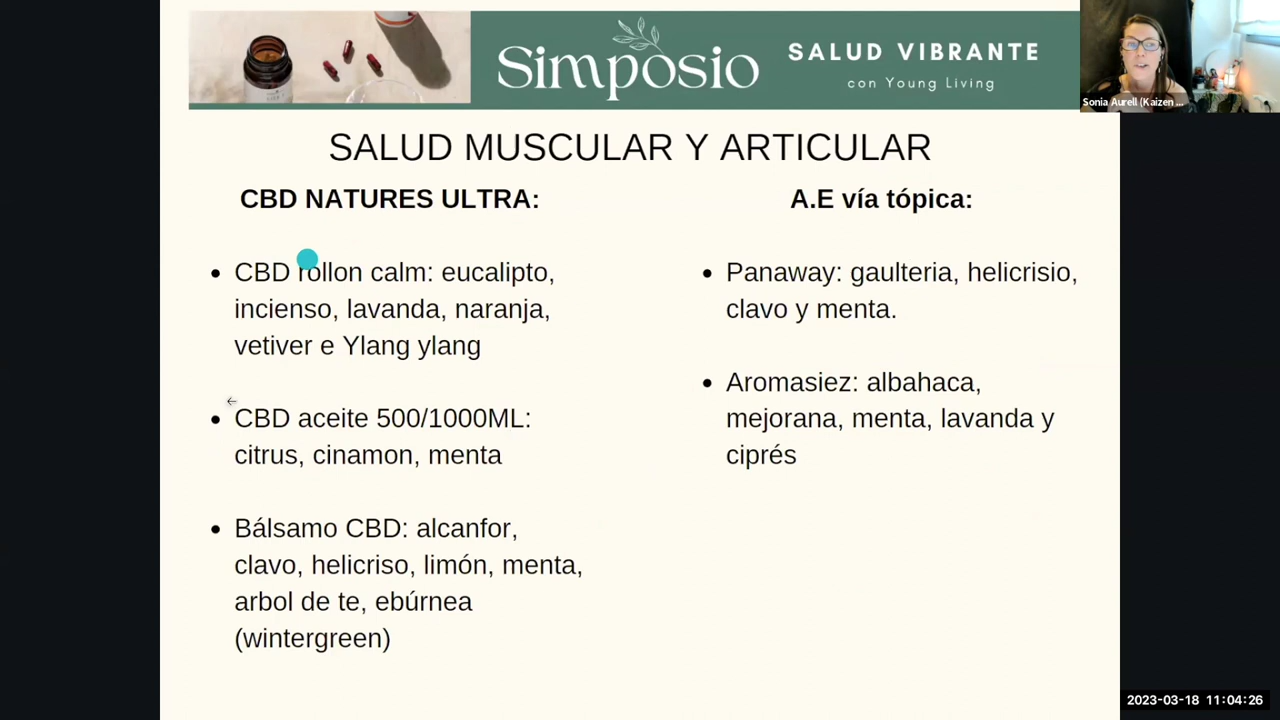 Simposio
SALUD VIBRANTE
con Young Living
Sonia Aurell (Kaizen ...
SALUD MUSCULAR Y ARTICULAR
CBD NATURES ULTRA:
• CBD rollon calm: eucalipto,
incienso, lavanda, naranja,
vetiver e Ylang ylang
• CBD aceite 500/1000ML:
citrus, cinamon, menta
• Bálsamo CBD: alcanfor,
clavo, helicriso, limón, menta,
arbol de te, ebúrnea
(wintergreen)
A.E vía tópica:
• Panaway: gaulteria, helicrisio,
clavo y menta.
• Aromasiez: albahaca,
mejorana, menta, lavanda y
ciprés
2023-03-18 11:04:26